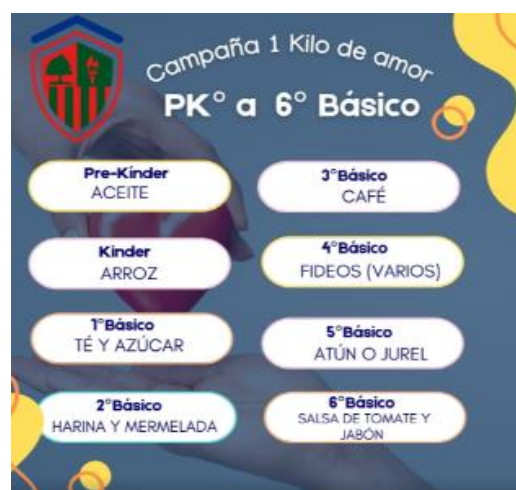 Campaña 1 Kilo de amor
PK° a 6° Básico
Pre-Kínder
ACEITE
Kinder
ARROZ
1°Básico
TÉ Y AZÚCAR
2°Básico
HARINA Y MERMELADA
3°Básico
CAFÉ
4°Básico
FIDEOS (VARIOS)
5°Básico
ATÚN O JUREL
6°Básico
SALSA DE TOMATE Y
JABÓN